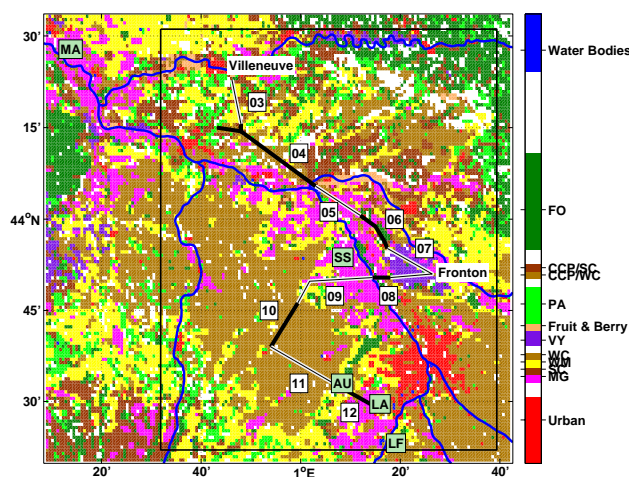 30'
MA
Villeneuve
03
15'
04
44°N
05
06
07
SS
Fronton
45'
10
09
08
30'
11
AU
12
LA
LF
20'
40'
1°E
20'
40'
Water Bodies
FO
CCP/SC
CCP/WC
PA
Fruit & Berry
VY
WC
WM
SC
MG
Urban